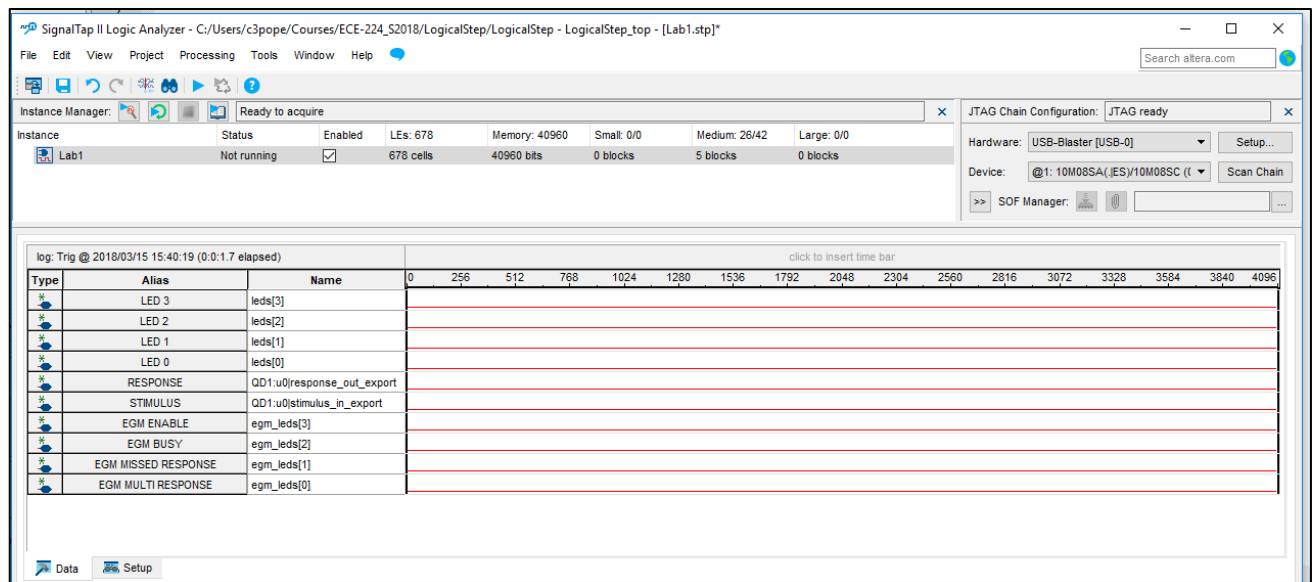 SignalTap II Logic Analyzer - C:/Users/c3pope/Courses/ECE-224_S2018/LogicalStep/LogicalStep - LogicalStep_top - [Lab1.stp]*
File Edit View Project Processing Tools Window Help
Search altera.com
Instance Manager: Ready to acquire
Instance Status Enabled LEs: 678 Memory: 40960 Small: 0/0 Medium: 26/42 Large: 0/0
Lab1 Not running 678 cells 40960 bits 0 blocks 5 blocks 0 blocks
JTAG Chain Configuration: JTAG ready
Hardware: USB-Blaster [USB-0] Setup...
Device: @1: 10M08SA(.|ES)/10M08SC (( Scan Chain
>> SOF Manager: ...
log: Trig @ 2018/03/15 15:40:19 (0:0:1.7 elapsed) click to insert time bar
Type Alias Name 0 256 512 768 1024 1280 1536 1792 2048 2304 2560 2816 3072 3328 3584 3840 4096
LED 3 leds[3]
LED 2 leds[2]
LED 1 leds[1]
LED 0 leds[0]
RESPONSE QD1:u0|response_out_export
STIMULUS QD1:u0|stimulus_in_export
EGM ENABLE egm_leds[3]
EGM BUSY egm_leds[2]
EGM MISSED RESPONSE egm_leds[1]
EGM MULTI RESPONSE egm_leds[0]
Data Setup